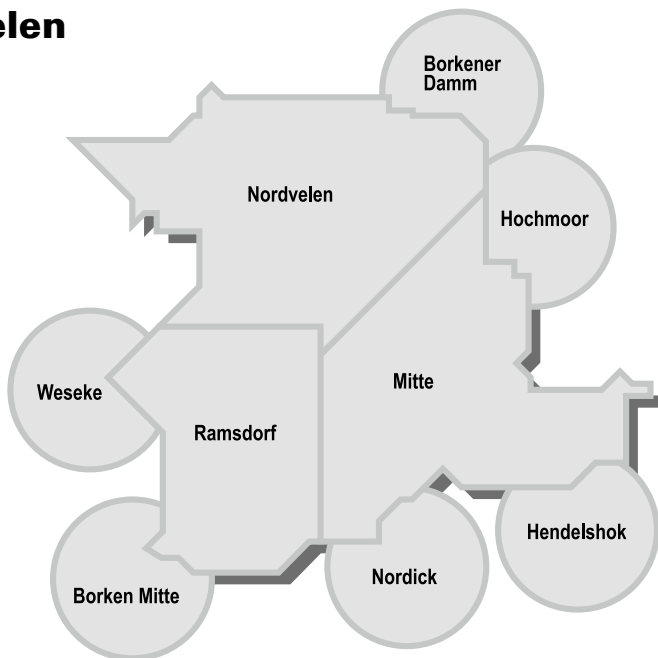 elen
Borkener
Damm
Nordvelen
Hochmoor
Weseke
Mitte
Ramsdorf
Hendelshok
Nordick
Borken Mitte